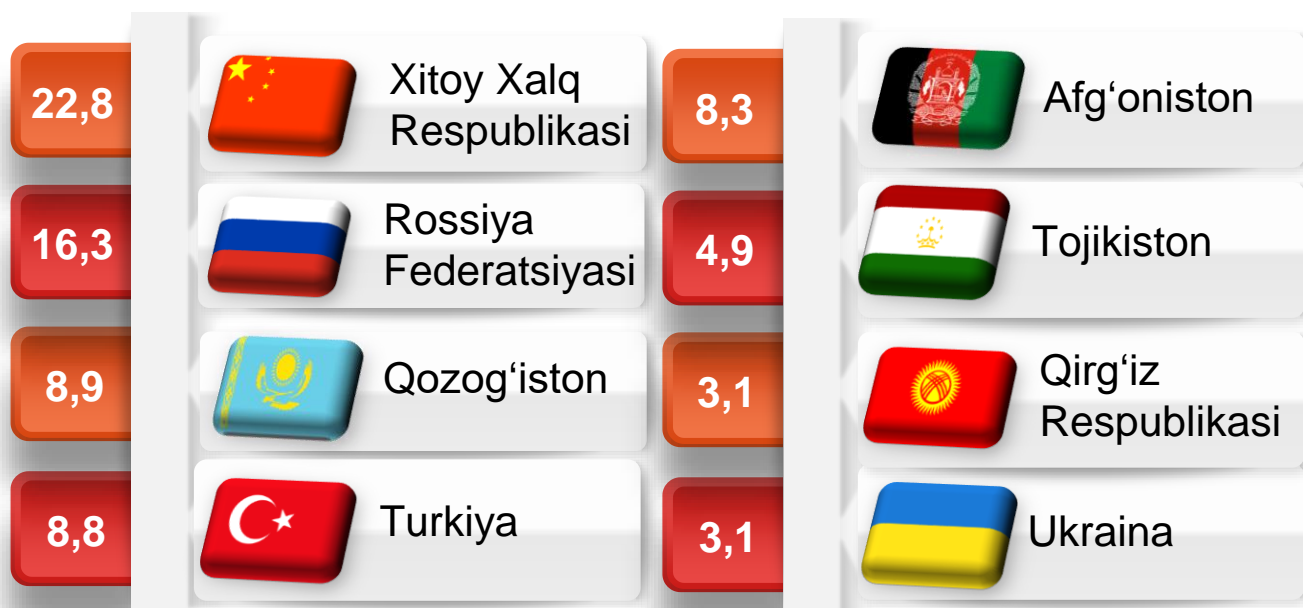 22,8
Xitoy Xalq
Respublikasi
16,3
Rossiya
Federatsiyasi
8,9
Qozog‘iston
8,8
Turkiya
8,3
Afg‘oniston
4,9
Tojikiston
3,1
Qirg‘iz
Respublikasi
3,1
Ukraina